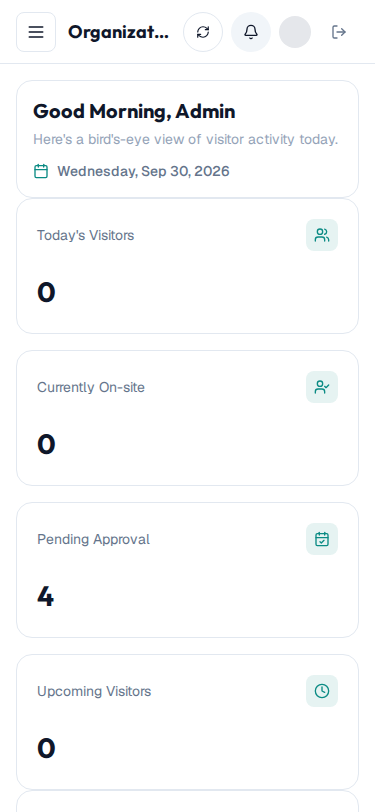 Organizat...
Good Morning, Admin
Here's a bird's-eye view of visitor activity today.
Wednesday, Sep 30, 2026
Today's Visitors
0
Currently On-site
0
Pending Approval
4
Upcoming Visitors
0